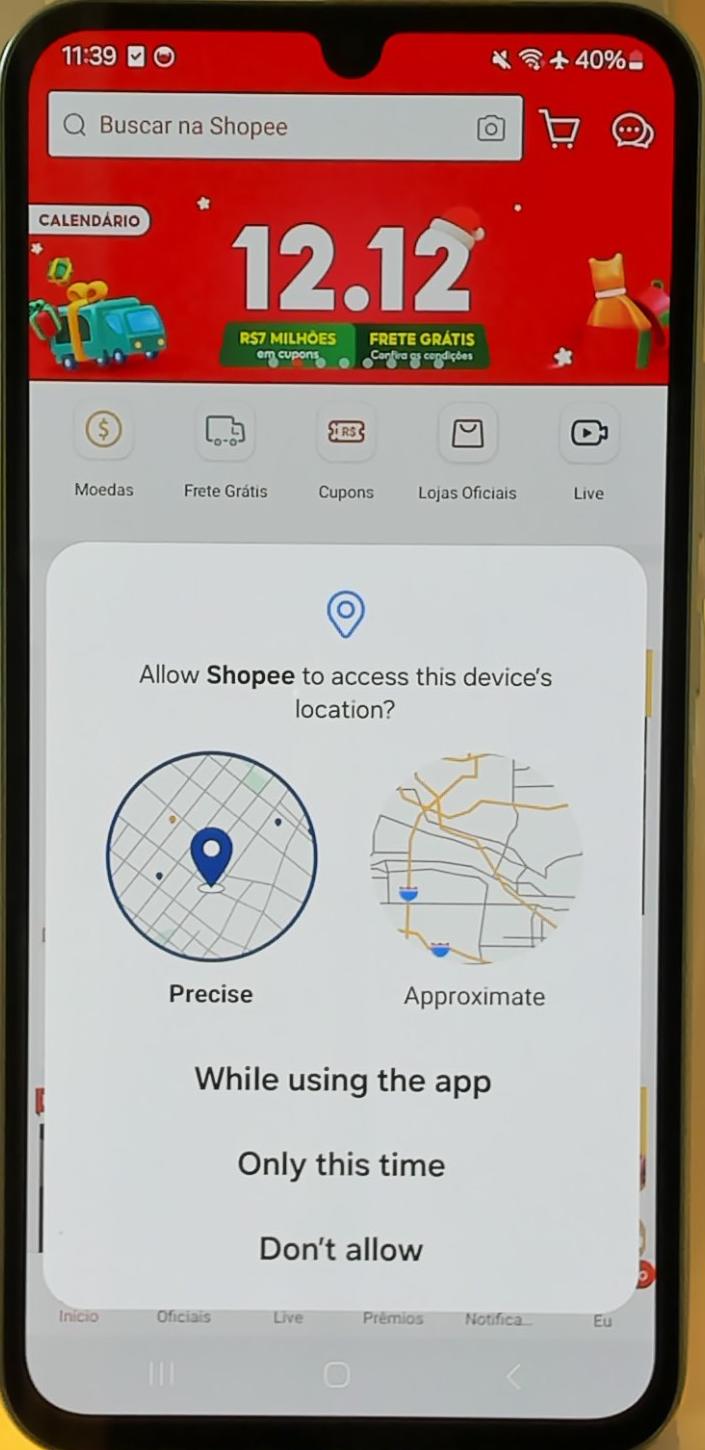 11:39
40%
Buscar na Shopee
CALENDÁRIO
12.12
R$7 MILHÕES
em cupons
FRETE GRÁTIS
Confira as condições
R$
Moedas
Frete Grátis
Cupons
Lojas Oficiais
Live
Allow Shopee to access this device's
location?
Precise
Approximate
While using the app
Only this time
Don't allow
Início
Oficiais
Live
Prêmios
Notifica...
Eu